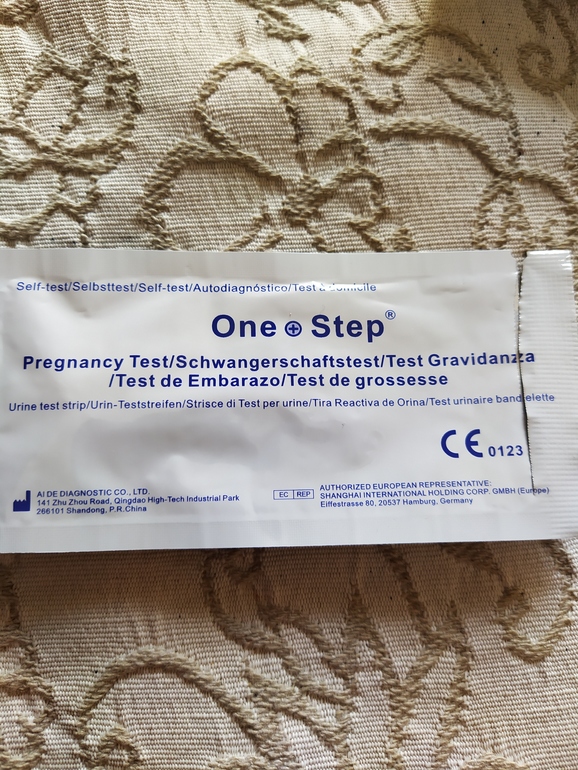 Self-test/Selbsttest/Self-test/Autodiagnóstico/Test à domicile
One Step®
Pregnancy Test/Schwangerschaftstest/Test Gravidanza
/Test de Embarazo/Test de grossesse
Urine test strip/Urin-Teststreifen/Strisce di Test per urine/Tira Reactiva de Orina/Test urinaire bandelette
CE 0123
AI DE DIAGNOSTIC CO., LTD.
141 Zhu Zhou Road, Qingdao High-Tech Industrial Park
266101 Shandong, P.R.China
EC REP
AUTHORIZED EUROPEAN REPRESENTATIVE:
SHANGHAI INTERNATIONAL HOLDING CORP. GMBH (Europe)
Eiffestrasse 80, 20537 Hamburg, Germany